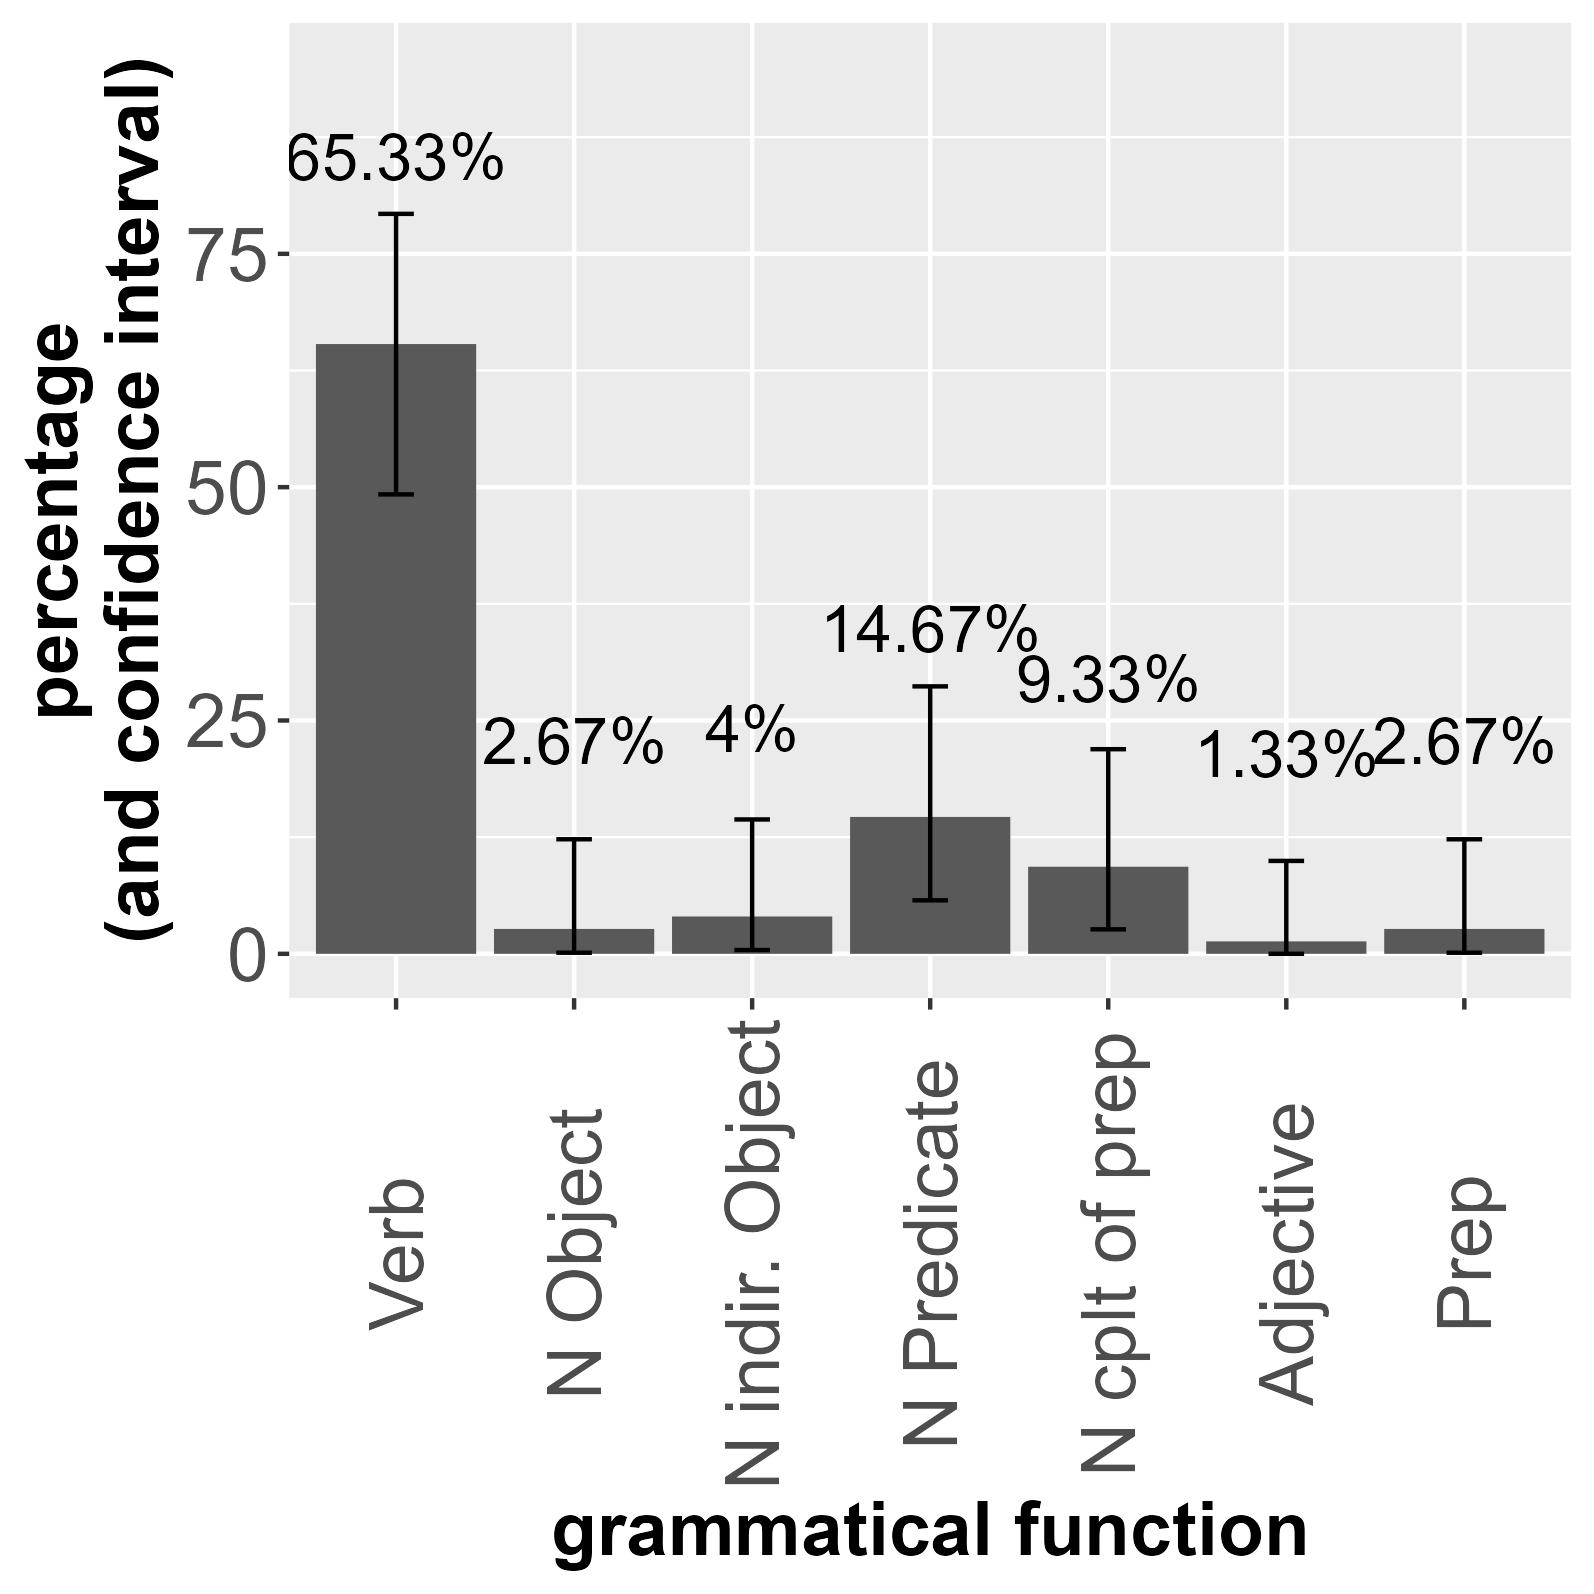 percentage
(and confidence interval)
75
50
25
0
65.33%
2.67%
4%
14.67%
9.33%
1.33%
2.67%
Verb
N Object
N indir. Object
N Predicate
N cplt of prep
Adjective
Prep
grammatical function